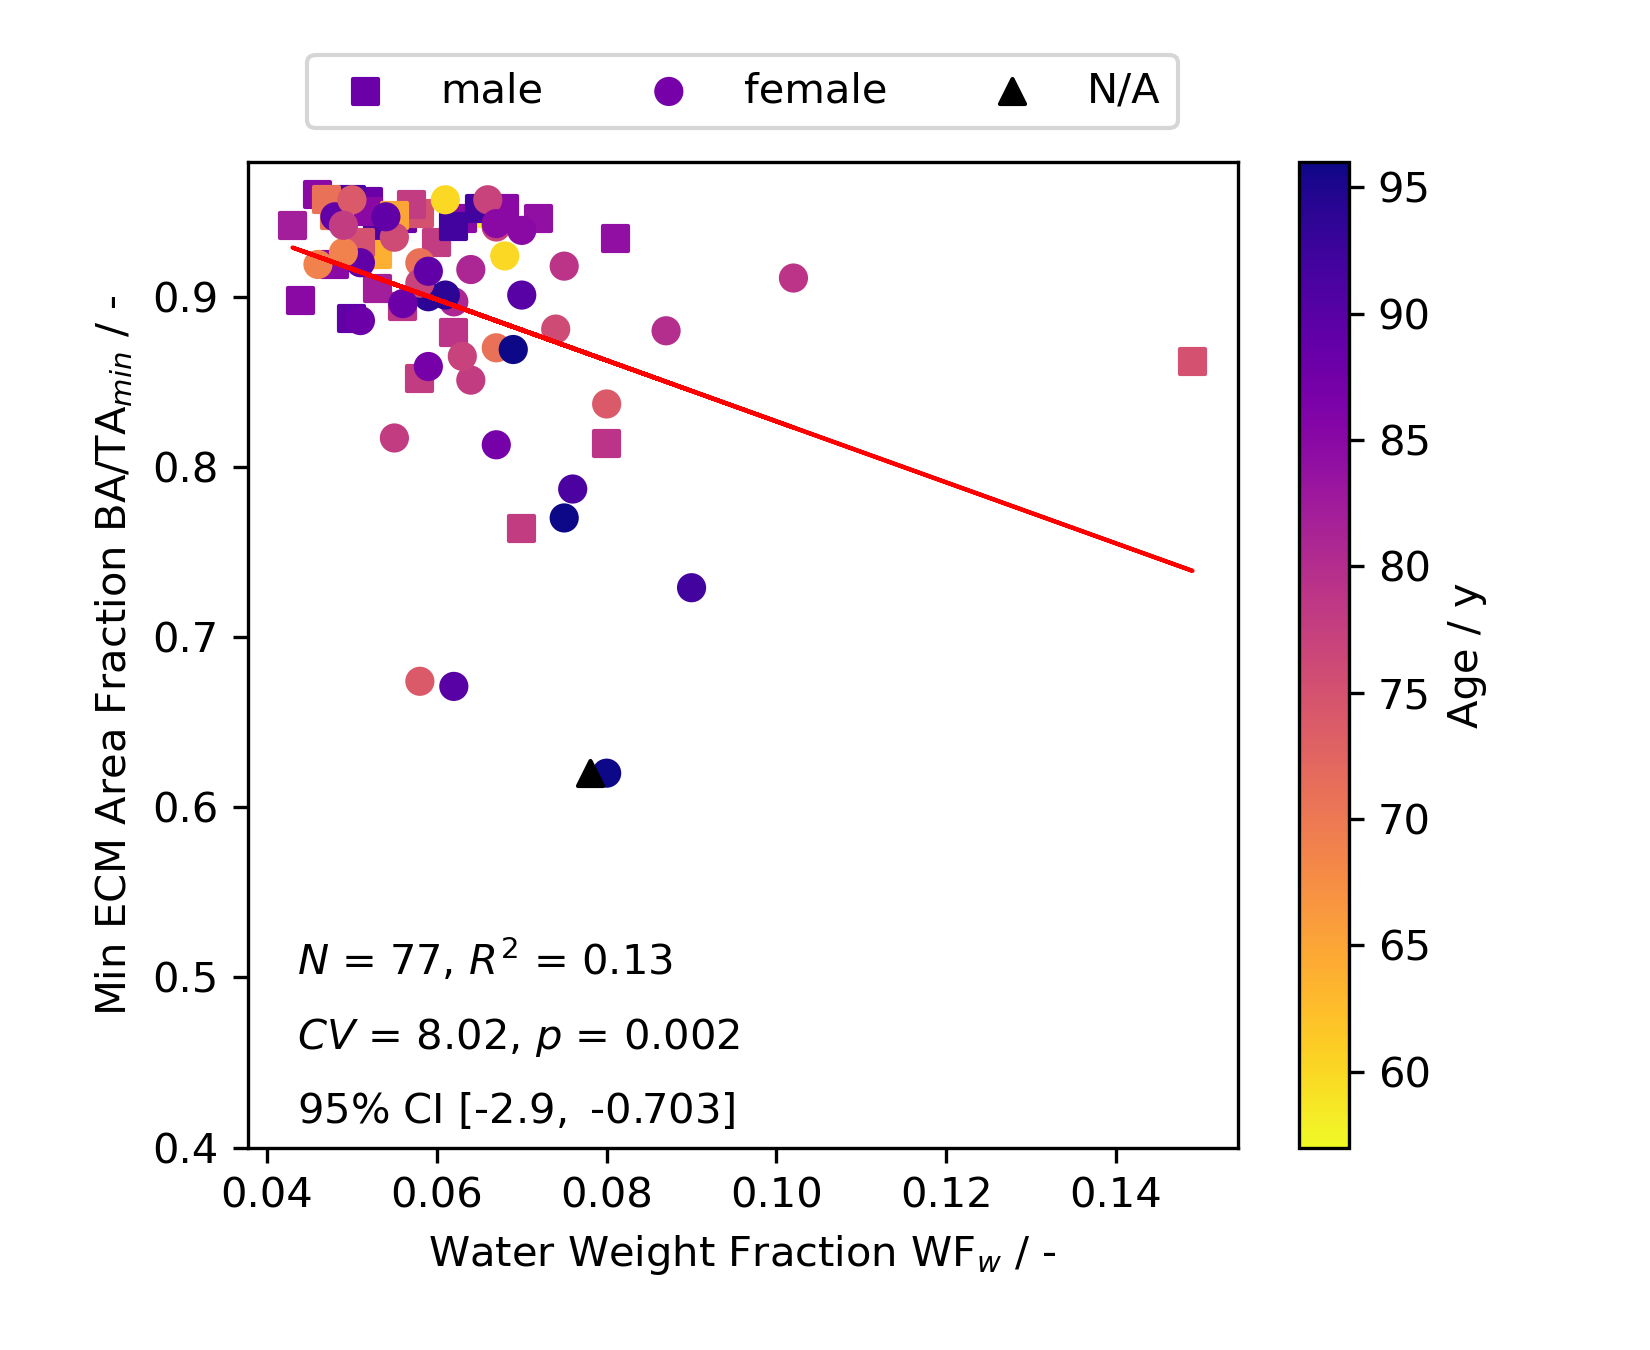 male female N/A
Min ECM Area Fraction BA/TA_min / -
0.9
0.8
0.7
0.6
0.5
0.4
N = 77, R² = 0.13
CV = 8.02, p = 0.002
95% CI [-2.9, -0.703]
0.04 0.06 0.08 0.10 0.12 0.14
Water Weight Fraction WF_w / -
95
90
85
80
75
70
65
60
Age / y